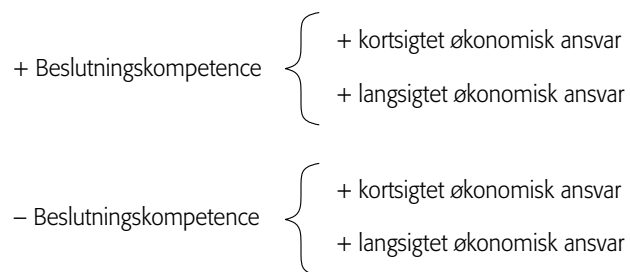 + kortsigtet økonomisk ansvar
+ Beslutningskompetence
+ langsigtet økonomisk ansvar
+ kortsigtet økonomisk ansvar
– Beslutningskompetence
+ langsigtet økonomisk ansvar